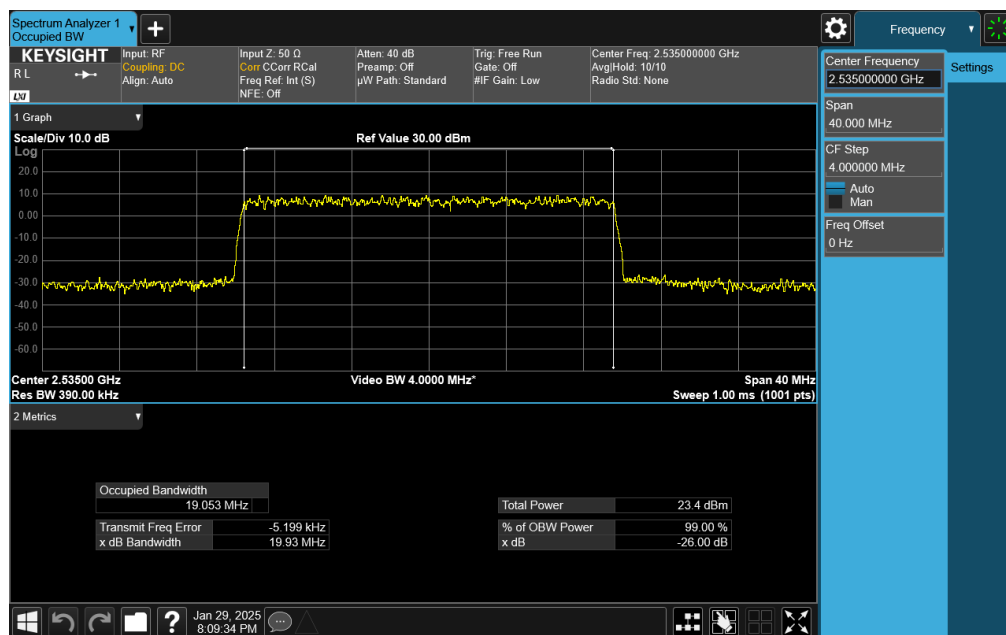 Spectrum Analyzer 1
Occupied BW
Frequency
KEYSIGHT
R L
LXI
Input: RF
Coupling: DC
Align: Auto
Input Z: 50 Ω
Corr CCorr RCal
Freq Ref: Int (S)
NFE: Off
Atten: 40 dB
Preamp: Off
µW Path: Standard
Trig: Free Run
Gate: Off
#IF Gain: Low
Center Freq: 2.535000000 GHz
Avg|Hold: 10/10
Radio Std: None
Center Frequency
2.535000000 GHz
Settings
Span
40.000 MHz
CF Step
4.000000 MHz
Auto
Man
Freq Offset
0 Hz
1 Graph
Scale/Div 10.0 dB
Ref Value 30.00 dBm
Log
20.0
10.0
0.00
-10.0
-20.0
-30.0
-40.0
-50.0
-60.0
Center 2.53500 GHz
Video BW 4.0000 MHz*
Span 40 MHz
Res BW 390.00 kHz
Sweep 1.00 ms (1001 pts)
2 Metrics
Occupied Bandwidth
19.053 MHz
Total Power 23.4 dBm
Transmit Freq Error -5.199 kHz
% of OBW Power 99.00 %
x dB Bandwidth 19.93 MHz
x dB -26.00 dB
?
Jan 29, 2025
8:09:34 PM